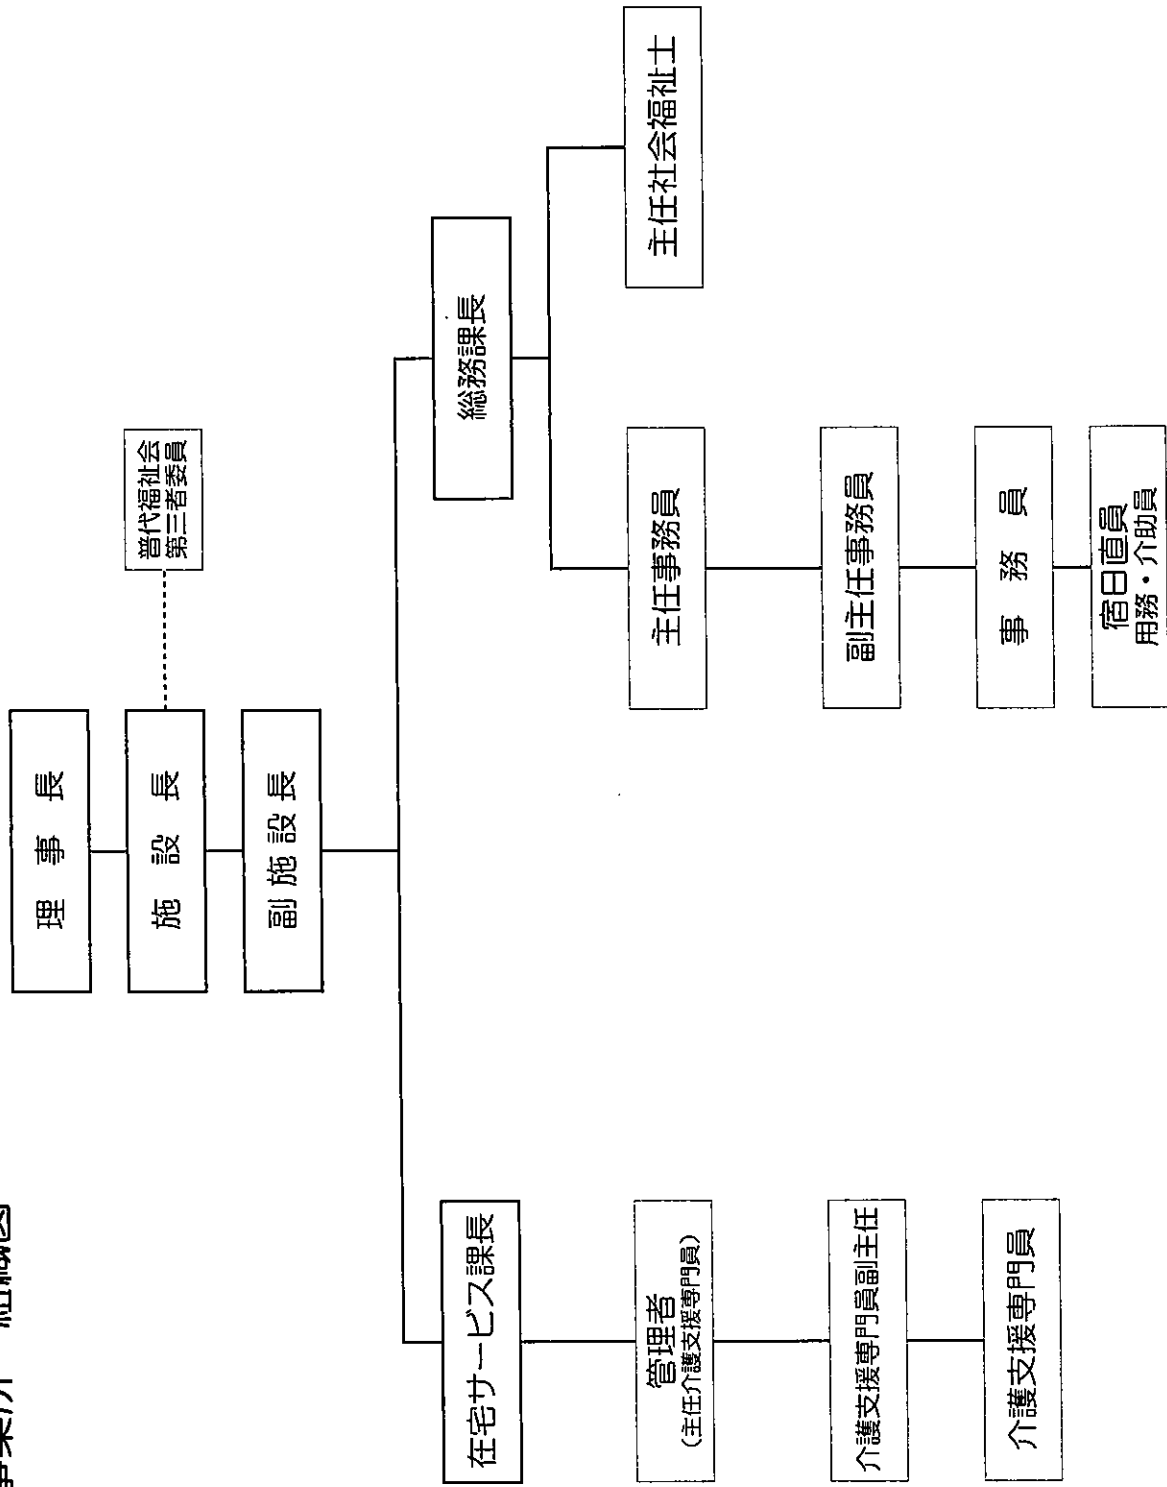 事業所 組織図
理事長
施設長
普代福祉会
第三者委員
副施設長
在宅サービス課長
総務課長
管理者
（主任介護支援専門員）
主任事務員
主任社会福祉士
介護支援専門員副主任
副主任事務員
介護支援専門員
事務員
宿日直員
用務・介助員